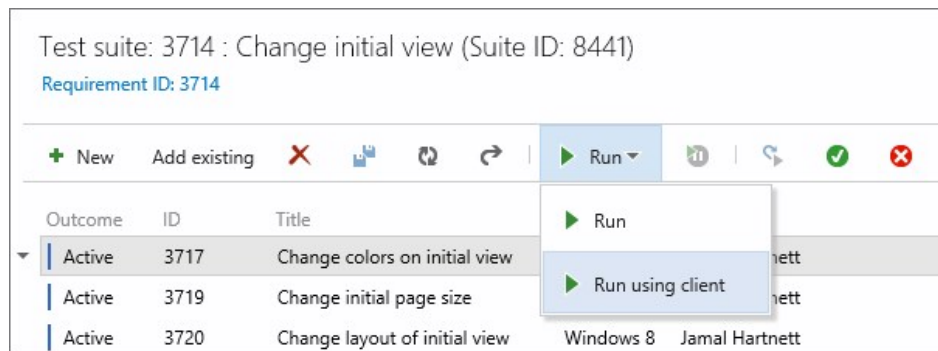 Test suite: 3714 : Change initial view (Suite ID: 8441)
Requirement ID: 3714
New Add existing Run
Outcome ID Title
Run
Active 3717 Change colors on initial view nett
Run using client
Active 3719 Change initial page size nett
Active 3720 Change layout of initial view Windows 8 Jamal Hartnett